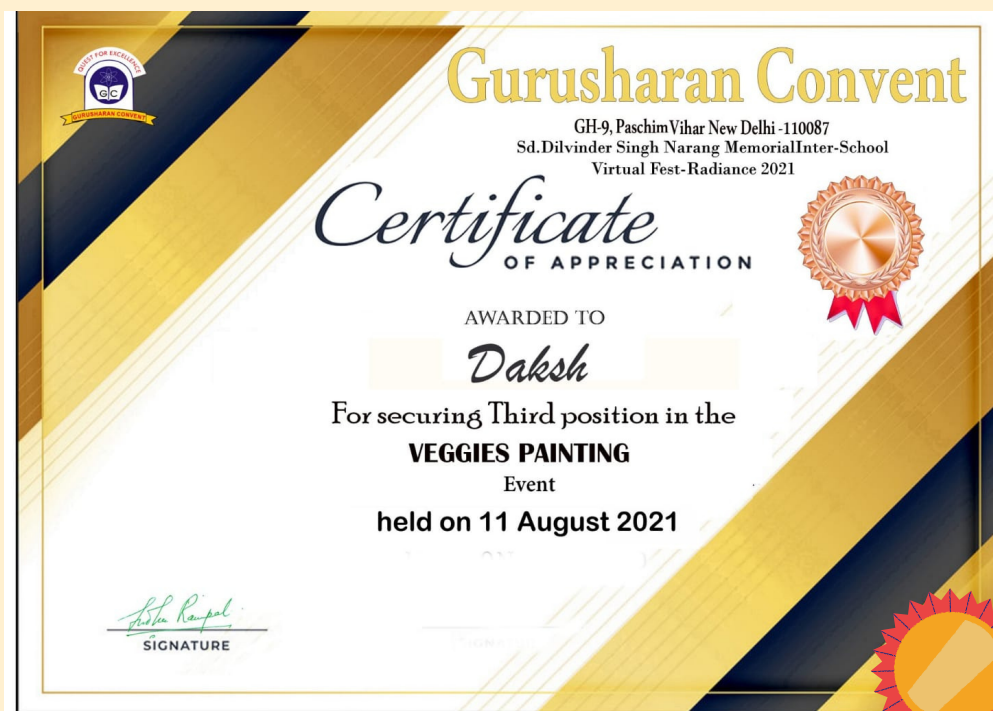 QUEST FOR EXCELLENCE
GC
GURUSHARAN CONVENT
Gurusharan Convent
GH-9, Paschim Vihar New Delhi -110087
Sd.Dilvinder Singh Narang MemorialInter-School
Virtual Fest-Radiance 2021
Certificate
OF APPRECIATION
AWARDED TO
Daksh
For securing Third position in the
VEGGIES PAINTING
Event
held on 11 August 2021
SIGNATURE